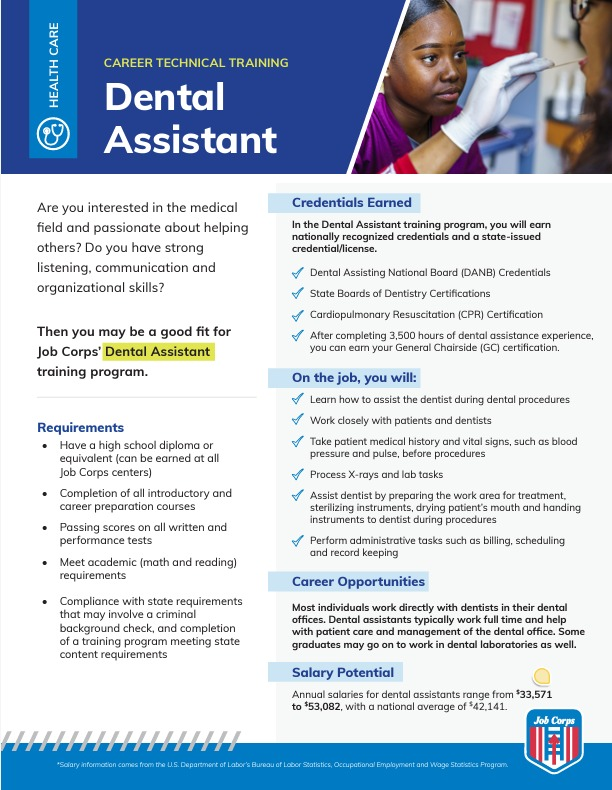 HEALTH CARE
CAREER TECHNICAL TRAINING
Dental
Assistant
Are you interested in the medical
field and passionate about helping
others? Do you have strong
listening, communication and
organizational skills?
Then you may be a good fit for
Job Corps' Dental Assistant
training program.
Requirements
• Have a high school diploma or
equivalent (can be earned at all
Job Corps centers)
• Completion of all introductory and
career preparation courses
• Passing scores on all written and
performance tests
• Meet academic (math and reading)
requirements
• Compliance with state requirements
that may involve a criminal
background check, and completion
of a training program meeting state
content requirements
Credentials Earned
In the Dental Assistant training program, you will earn
nationally recognized credentials and a state-issued
credential/license.
Dental Assisting National Board (DANB) Credentials
State Boards of Dentistry Certifications
Cardiopulmonary Resuscitation (CPR) Certification
After completing 3,500 hours of dental assistance experience,
you can earn your General Chairside (GC) certification.
On the job, you will:
Learn how to assist the dentist during dental procedures
Work closely with patients and dentists
Take patient medical history and vital signs, such as blood
pressure and pulse, before procedures
Process X-rays and lab tasks
Assist dentist by preparing the work area for treatment,
sterilizing instruments, drying patient's mouth and handing
instruments to dentist during procedures
Perform administrative tasks such as billing, scheduling
and record keeping
Career Opportunities
Most individuals work directly with dentists in their dental
offices. Dental assistants typically work full time and help
with patient care and management of the dental office. Some
graduates may go on to work in dental laboratories as well.
Salary Potential
Annual salaries for dental assistants range from $33,571
to $53,082, with a national average of $42,141.
Job Corps
*Salary information comes from the U.S. Department of Labor's Bureau of Labor Statistics, Occupational Employment and Wage Statistics Program.